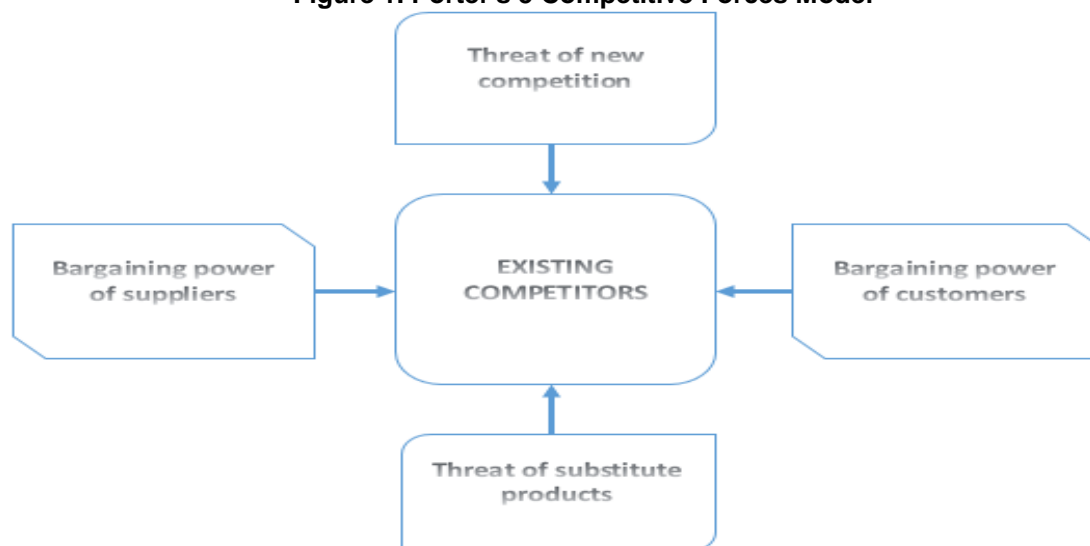 Figure 1. Porter's 5 Competitive Forces Model
Threat of new
competition
Bargaining power
of suppliers
EXISTING
COMPETITORS
Bargaining power
of customers
Threat of substitute
products